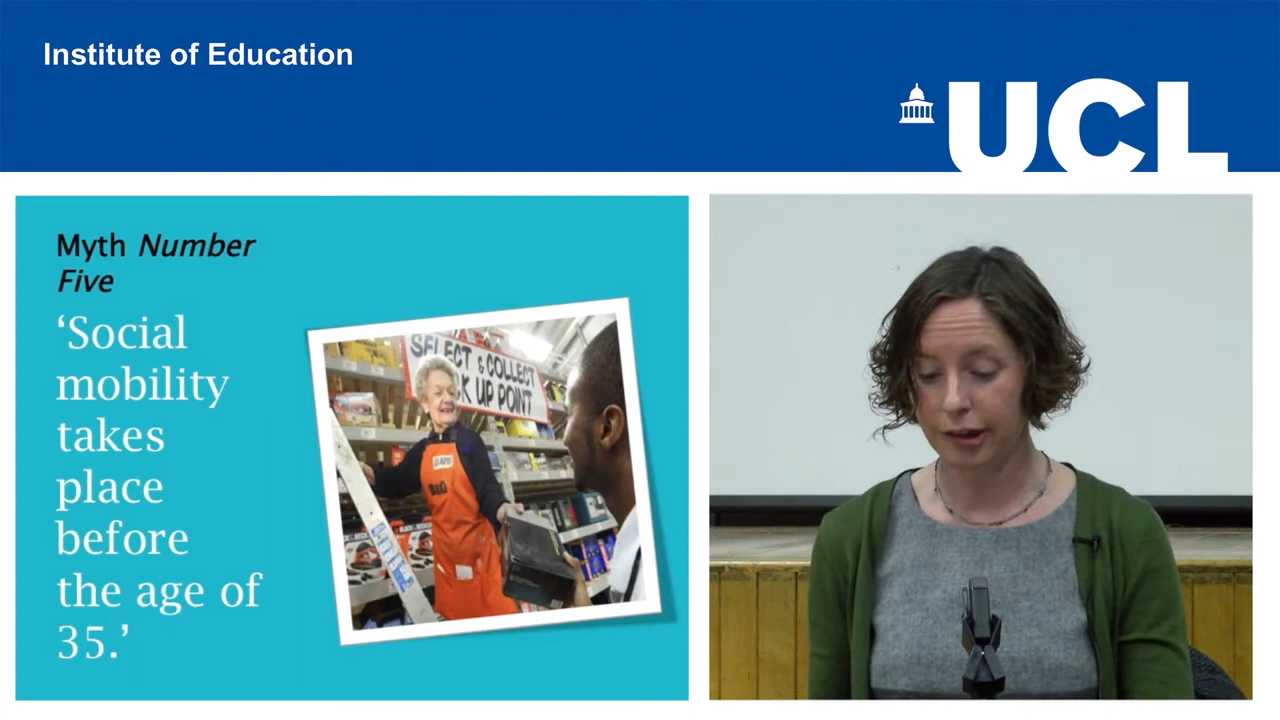 Institute of Education
UCL
Myth Number
Five
‘Social
mobility
takes
place
before
the age of
35.’
SELECT & COLLECT
UP POINT
B&Q